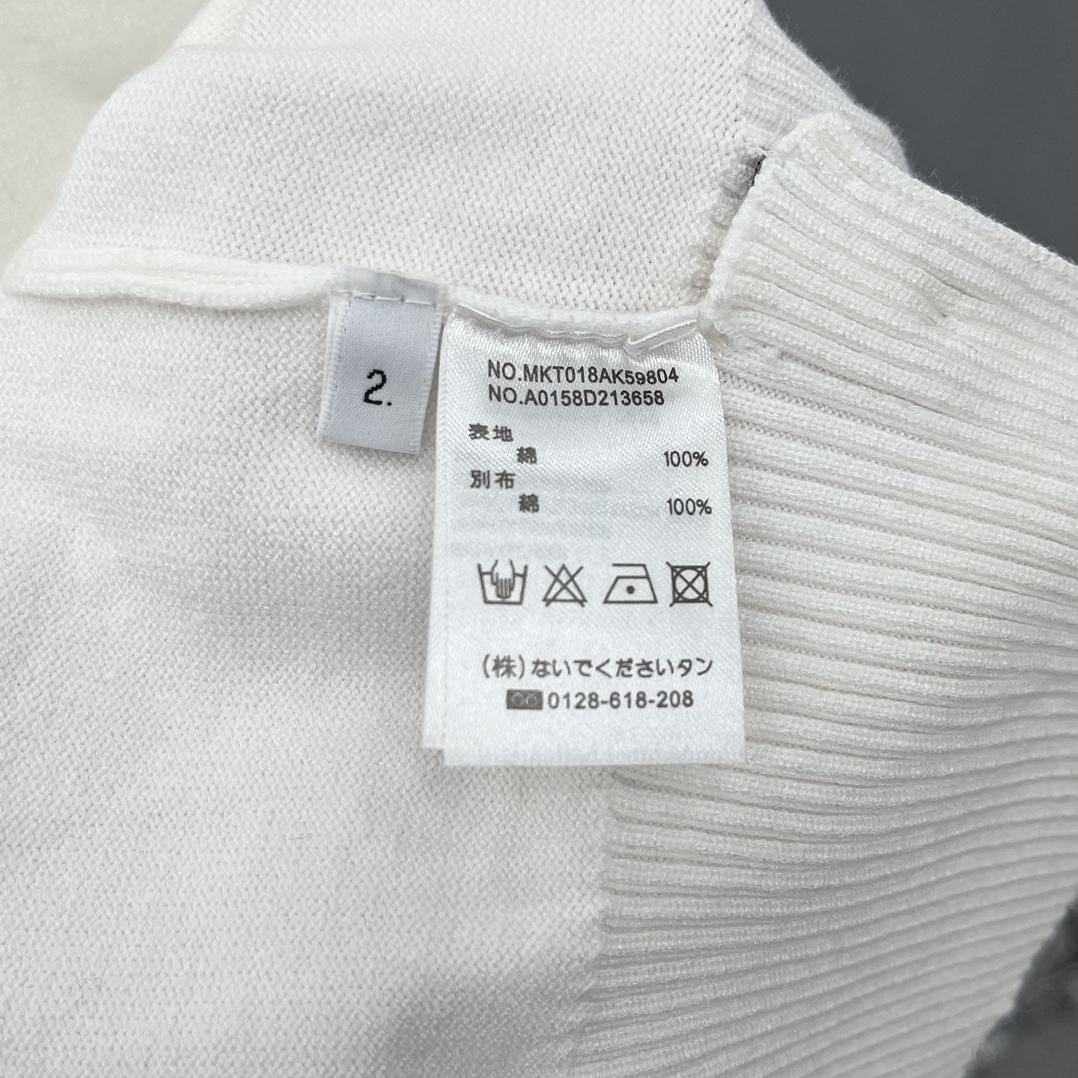 2.
NO.MKT018AK59804
NO.A0158D213658
表地
綿 100%
別布
綿 100%
(株)ないでくださいタン
0128-618-208